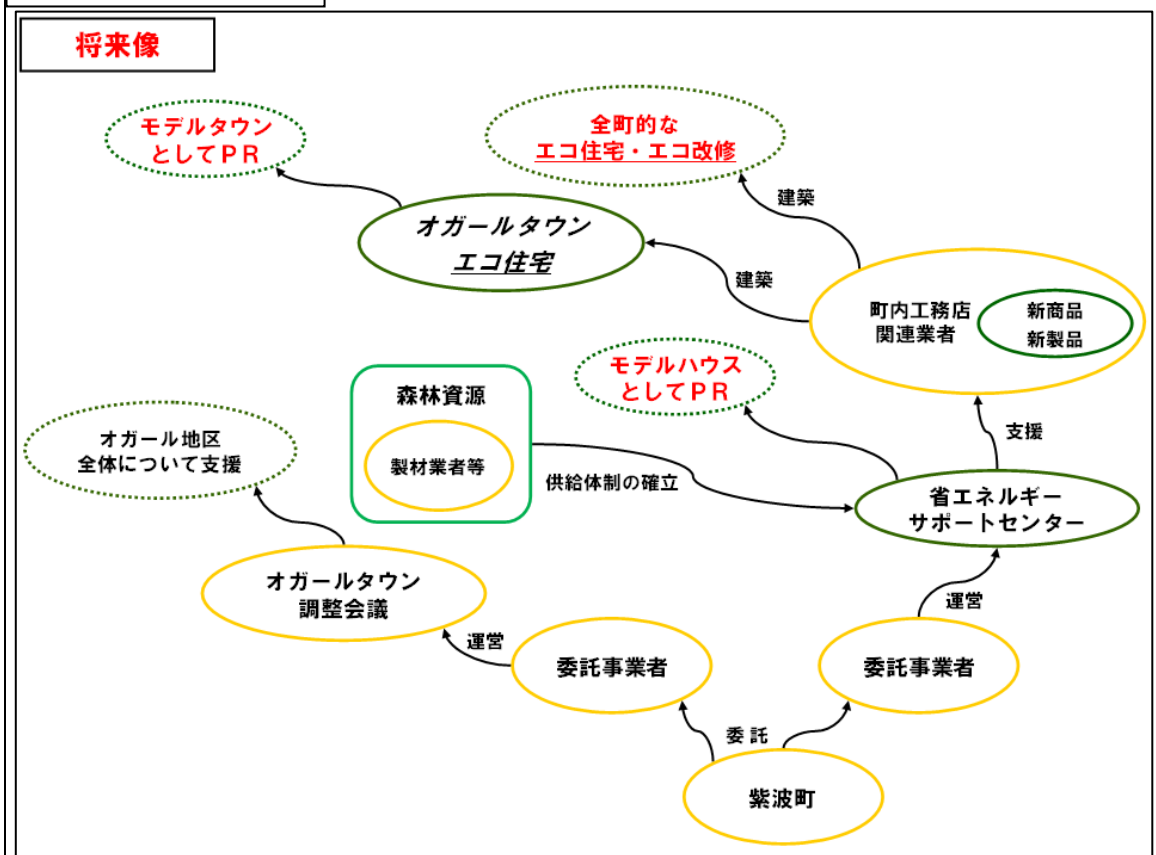 将来像
モデルタウン
としてＰＲ
全町的な
エコ住宅・エコ改修
建築
オガールタウン
エコ住宅
建築
町内工務店
関連業者
新商品
新製品
モデルハウス
としてＰＲ
森林資源
製材業者等
支援
オガール地区
全体について支援
供給体制の確立
省エネルギー
サポートセンター
オガールタウン
調整会議
運営
運営
委託事業者
委託事業者
委 託
紫波町